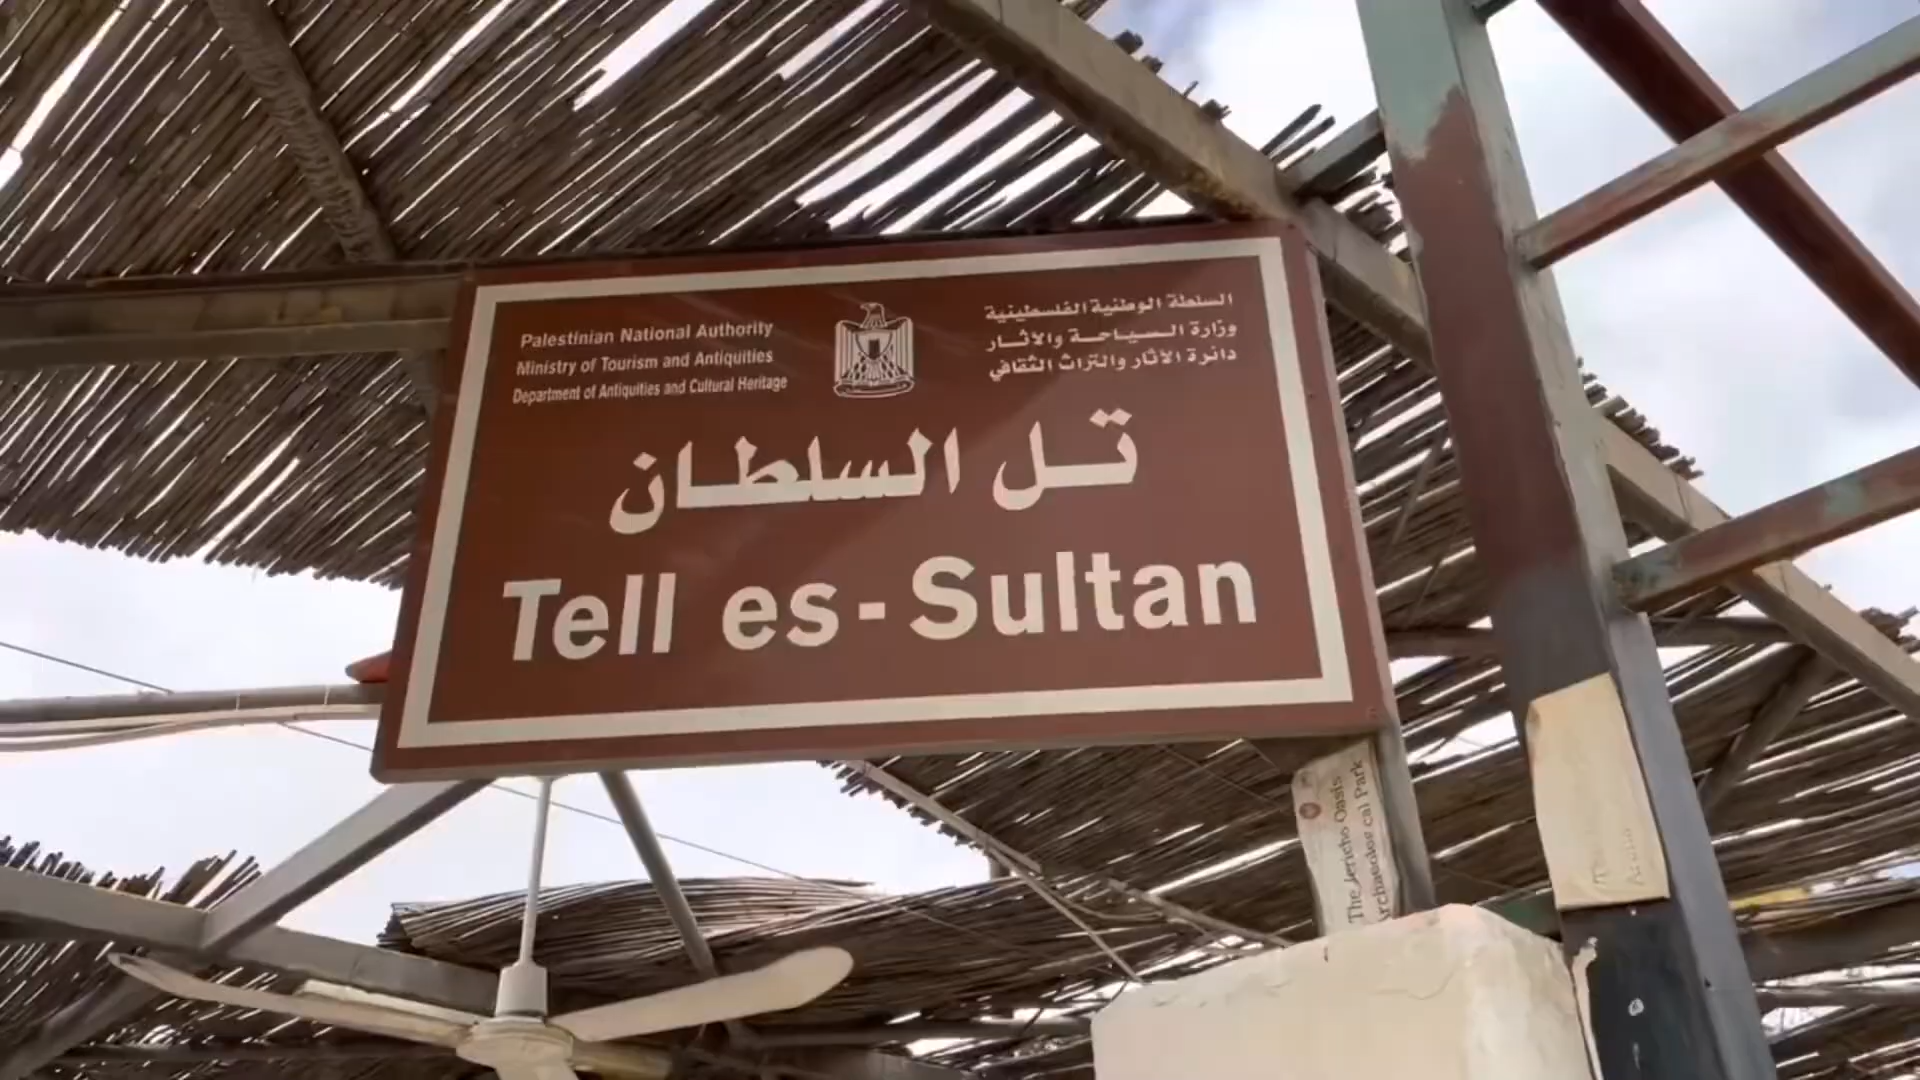 Palestinian National Authority
Ministry of Tourism and Antiquities
Department of Antiquities and Cultural Heritage
السلطة الوطنية الفلسطينية
وزارة السياحة والآثار
دائرة الآثار والتراث الثقافي
تل السلطان
Tell es-Sultan
The Jericho Oasis
Park